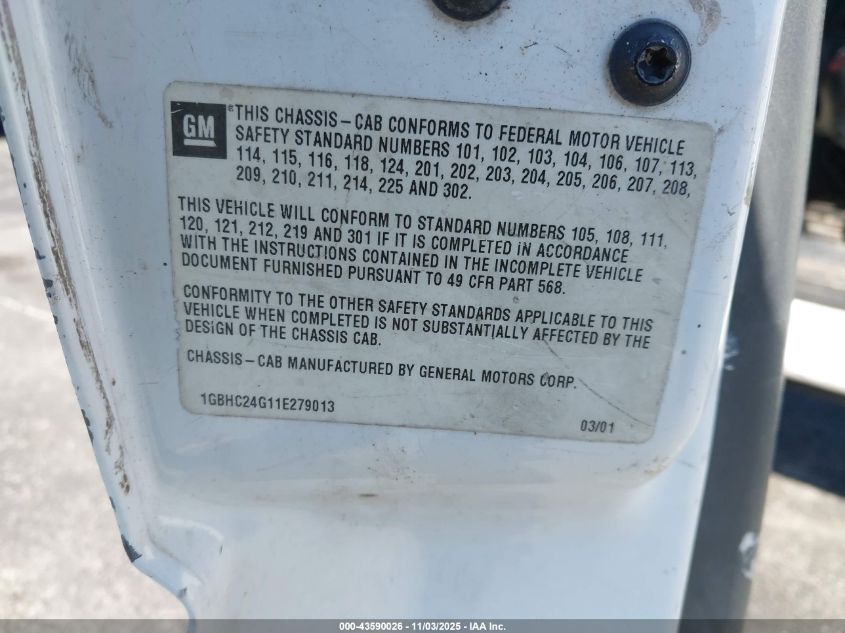 GM
®THIS CHASSIS-CAB CONFORMS TO FEDERAL MOTOR VEHICLE
SAFETY STANDARD NUMBERS 101, 102, 103, 104, 106, 107, 113,
114, 115, 116, 118, 124, 201, 202, 203, 204, 205, 206, 207, 208,
209, 210, 211, 214, 225 AND 302.
THIS VEHICLE WILL CONFORM TO STANDARD NUMBERS 105, 108, 111,
120, 121, 212, 219 AND 301 IF IT IS COMPLETED IN ACCORDANCE
WITH THE INSTRUCTIONS CONTAINED IN THE INCOMPLETE VEHICLE
DOCUMENT FURNISHED PURSUANT TO 49 CFR PART 568.
CONFORMITY TO THE OTHER SAFETY STANDARDS APPLICABLE TO THIS
VEHICLE WHEN COMPLETED IS NOT SUBSTANTIALLY AFFECTED BY THE
DESIGN OF THE CHASSIS CAB.
CHASSIS-CAB MANUFACTURED BY GENERAL MOTORS CORP.
1GBHC24G11E279013
03/01
000-43590026 - 11/03/2025 - IAA Inc.